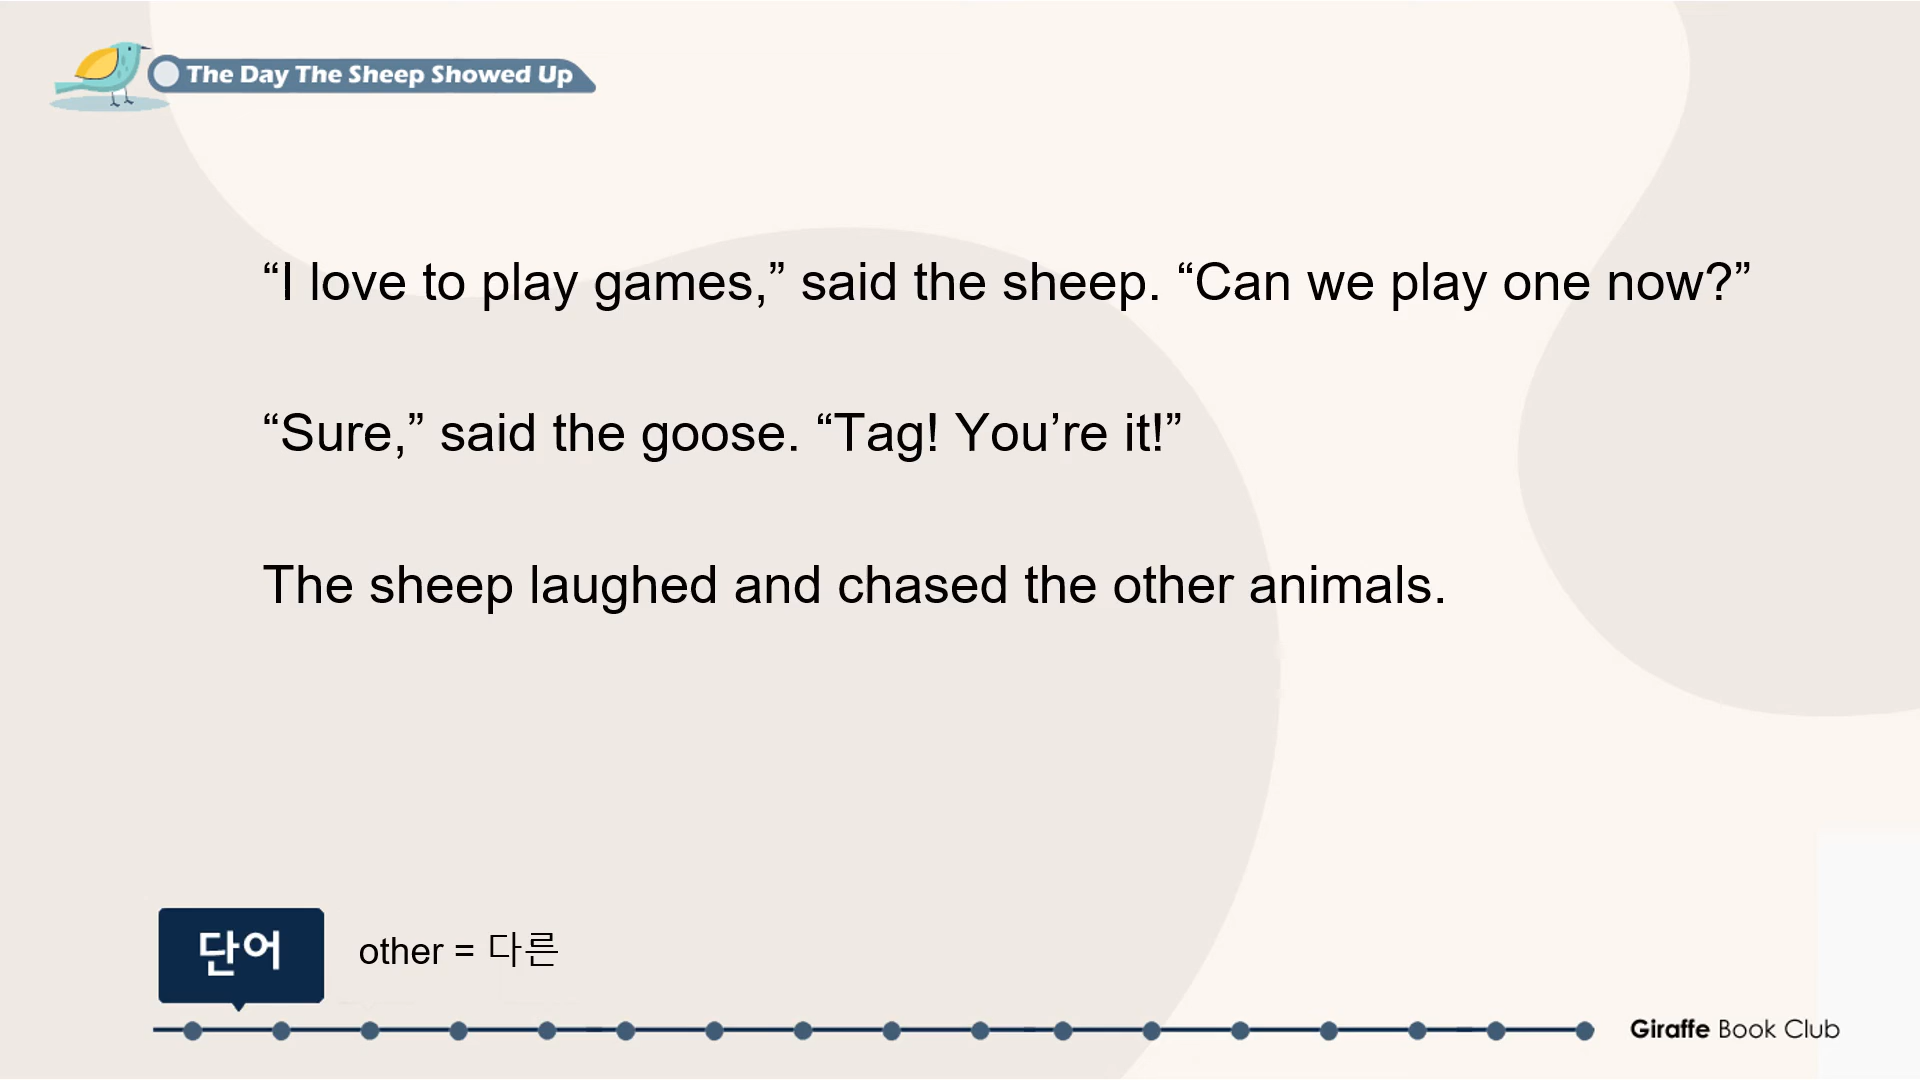 The Day The Sheep Showed Up
“I love to play games,” said the sheep. “Can we play one now?”
“Sure,” said the goose. “Tag! You’re it!”
The sheep laughed and chased the other animals.
단어
other = 다른
Giraffe Book Club